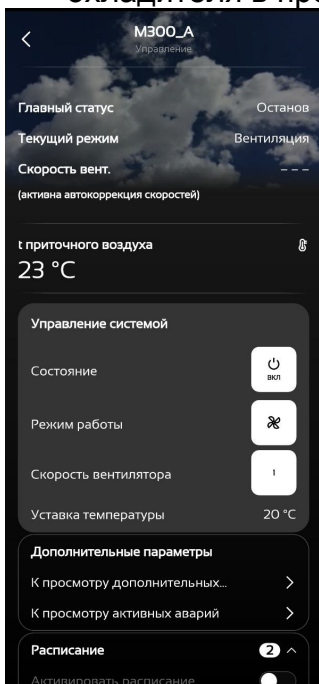 M300_A
Управление
Главный статус Останов
Текущий режим Вентиляция
Скорость вент. ---
(активна автокоррекция скоростей)
t приточного воздуха
23 °C
Управление системой
Состояние
вкл
Режим работы
Скорость вентилятора 1
Уставка температуры 20 °C
Дополнительные параметры
К просмотру дополнительных...
К просмотру активных аварий
Расписание 2
Активировать расписание